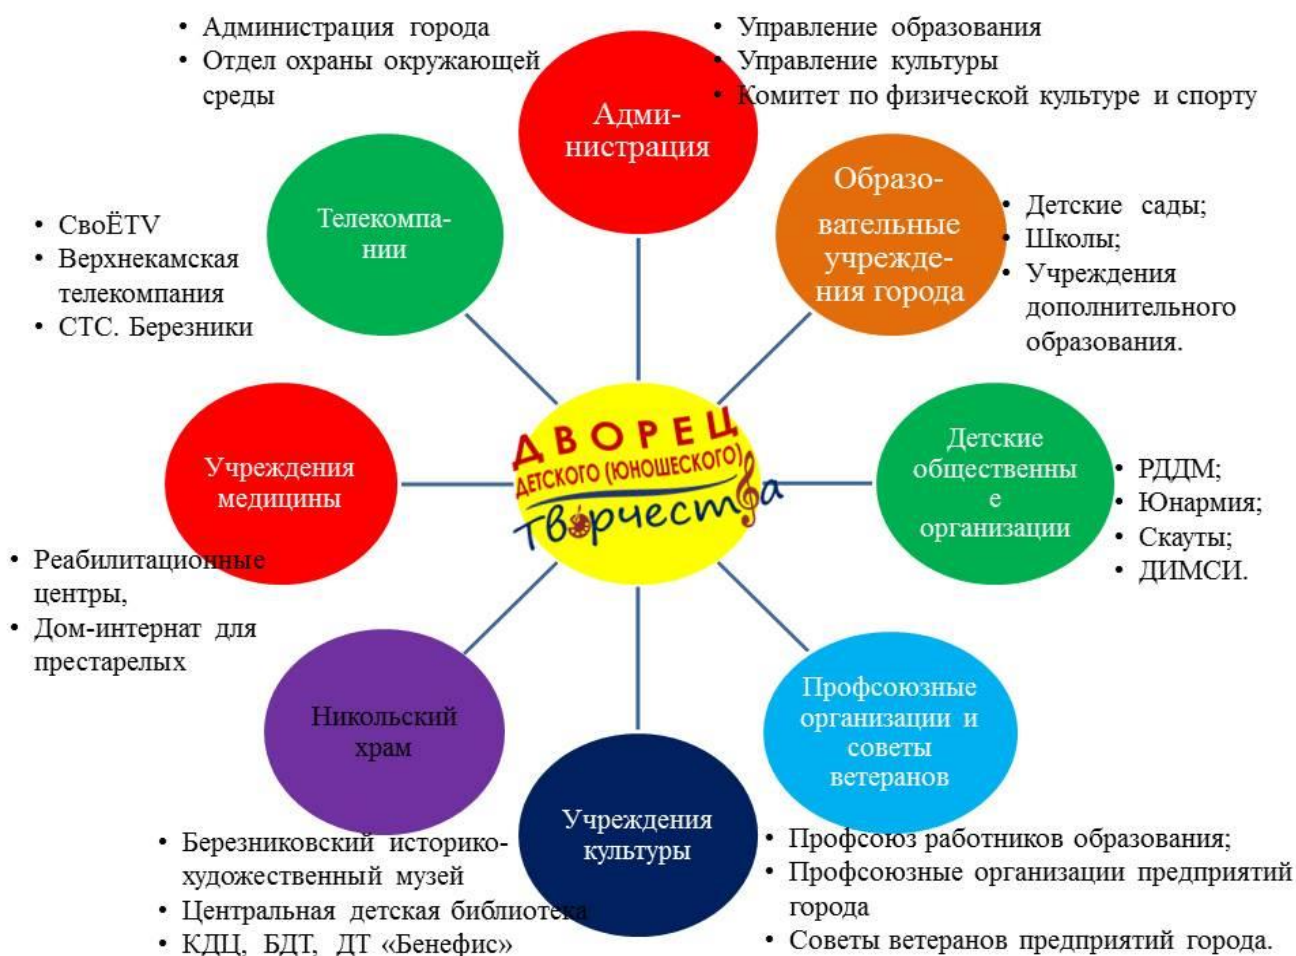 • Администрация города
• Отдел охраны окружающей
среды
• Управление образования
• Управление культуры
• Комитет по физической культуре и спорту
Адми-
нистрация
Образо-
вательные
учрежде-
ния города
• Детские сады;
• Школы;
• Учреждения
дополнительного
образования.
Телекомпа-
нии
• СвоЁTV
• Верхнекамская
телекомпания
• СТС. Березники
ДВОРЕЦ
ДЕТСКОГО (ЮНОШЕСКОГО)
Творчества
Детские
общественны
е
организации
• РДДМ;
• Юнармия;
• Скауты;
• ДИМСИ.
Учреждения
медицины
• Реабилитационные
центры,
• Дом-интернат для
престарелых
Профсоюзные
организации и
советы
ветеранов
• Профсоюз работников образования;
• Профсоюзные организации предприятий
города
• Советы ветеранов предприятий города.
Никольский
храм
Учреждения
культуры
• Березниковский историко-
художественный музей
• Центральная детская библиотека
• КДЦ, БДТ, ДТ «Бенефис»